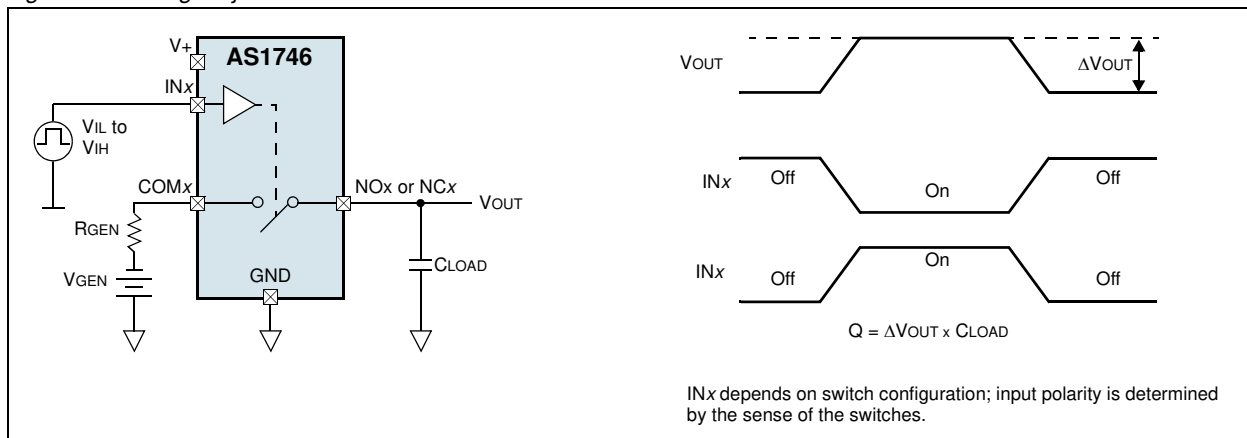 V+
AS1746
INx
VIL to
VIH
COMx
NOx or NCx
VOUT
RGEN
VGEN
GND
CLOAD
VOUT
ΔVOUT
INx
Off
On
Off
INx
Off
On
Off
Q = ΔVOUT x CLOAD
INx depends on switch configuration; input polarity is determined
by the sense of the switches.